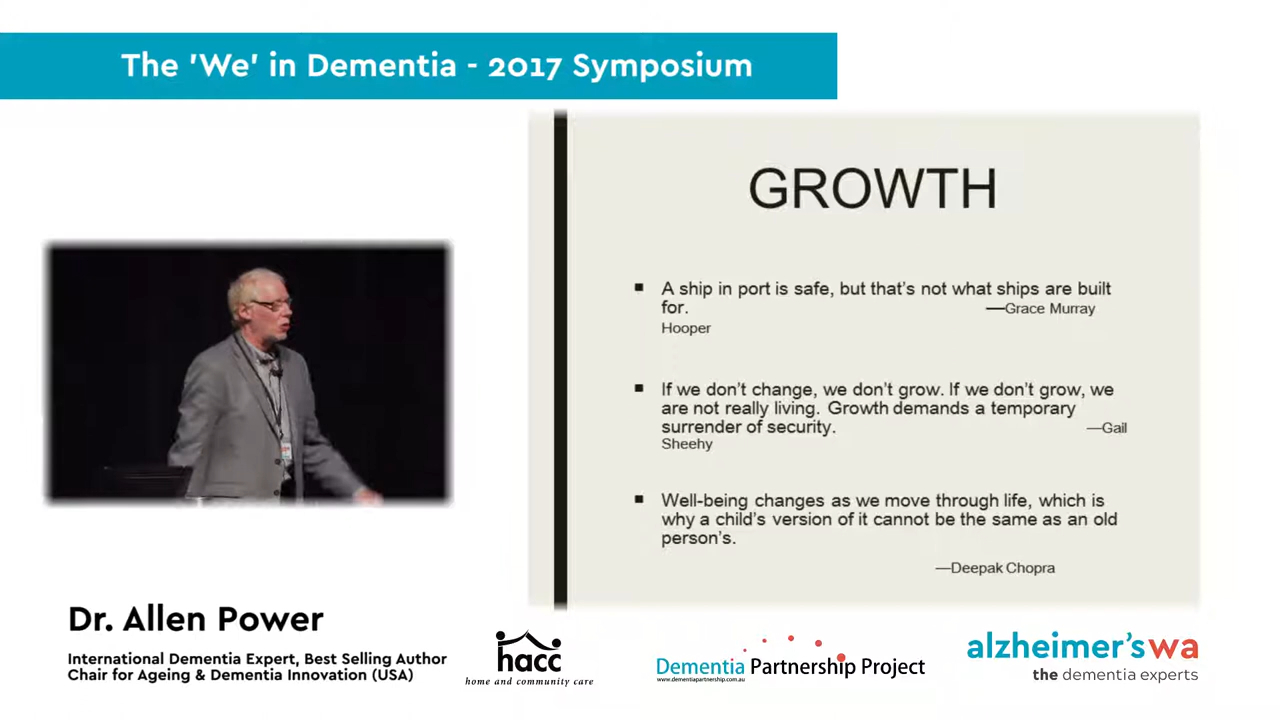 The 'We' in Dementia - 2017 Symposium
GROWTH
■ A ship in port is safe, but that's not what ships are built
for. —Grace Murray
Hooper
■ If we don't change, we don't grow. If we don't grow, we
are not really living. Growth demands a temporary
surrender of security. —Gail
Sheehy
■ Well-being changes as we move through life, which is
why a child's version of it cannot be the same as an old
person's.
—Deepak Chopra
Dr. Allen Power
International Dementia Expert, Best Selling Author
Chair for Ageing & Dementia Innovation (USA)
hacc
home and community care
Dementia Partnership Project
www.dementiapartnership.com.au
alzheimer's wa
the dementia experts